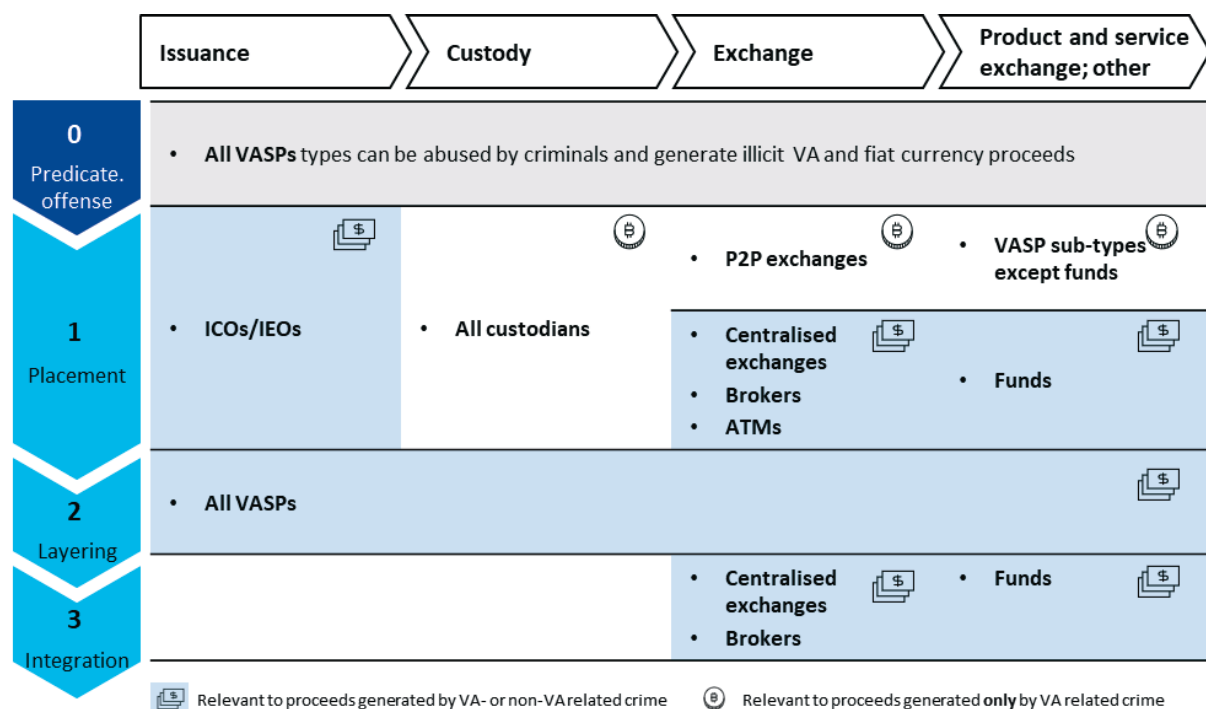 Issuance
Custody
Exchange
Product and service
exchange; other
0
Predicate.
offense
• All VASPs types can be abused by criminals and generate illicit VA and fiat currency proceeds
1
Placement
$
• ICOs/IEOs
• All custodians
• P2P exchanges
• VASP sub-types
except funds
• Centralised
exchanges
• Brokers
• ATMs
$
• Funds
$
2
Layering
• All VASPs
$
3
Integration
• Centralised
exchanges
• Brokers
$
• Funds
$
$ Relevant to proceeds generated by VA- or non-VA related crime
Relevant to proceeds generated only by VA related crime